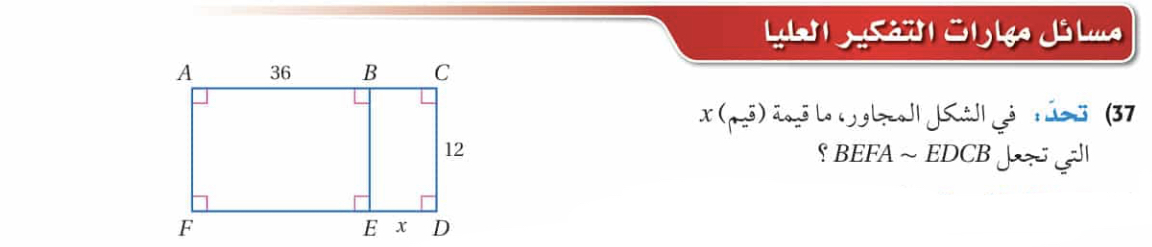 مسائل مهارات التفكير العليا
37) تحدٍّ: في الشكل المجاور، ما قيمة (قيم) x
التي تجعل BEFA ~ EDCB ؟
A 36 B C
12
F E x D